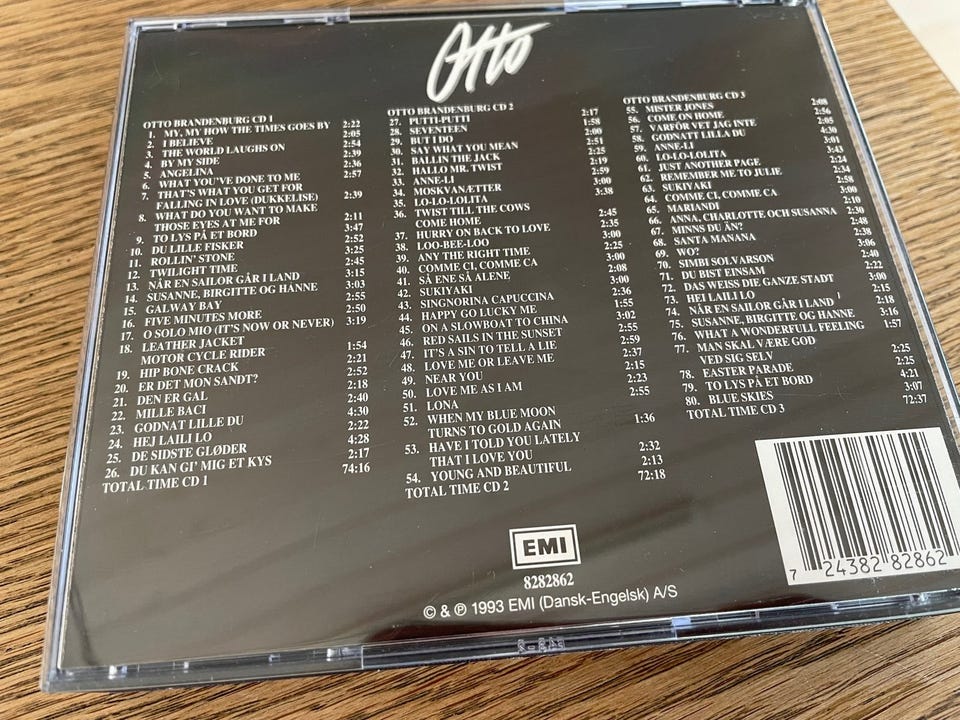 Otto
OTTO BRANDENBURG CD 1
1. MY, MY HOW THE TIMES GOES BY 2:22
2. I BELIEVE 2:05
3. THE WORLD LAUGHS ON 2:54
4. BY MY SIDE 2:39
5. ANGELINA 2:36
6. WHAT YOU'VE DONE TO ME 2:57
7. THAT'S WHAT YOU GET FOR
FALLING IN LOVE (DUKKELISE) 2:39
8. WHAT DO YOU WANT TO MAKE
THOSE EYES AT ME FOR 2:11
9. TO LYS PÅ ET BORD 3:47
10. DU LILLE FISKER 2:52
11. ROLLIN' STONE 3:25
12. TWILIGHT TIME 2:45
13. NÅR EN SAILOR GÅR I LAND 3:15
14. SUSANNE, BIRGITTE OG HANNE 3:03
15. GALWAY BAY 2:55
16. FIVE MINUTES MORE 2:50
17. O SOLO MIO (IT'S NOW OR NEVER) 3:19
18. LEATHER JACKET
MOTOR CYCLE RIDER 1:54
19. HIP BONE CRACK 2:21
20. ER DET MON SANDT? 2:52
21. DEN ER GAL 2:18
22. MILLE BACI 2:40
23. GODNAT LILLE DU 4:30
24. HEJ LAILI LO 2:22
25. DE SIDSTE GLØDER 4:28
26. DU KAN GI' MIG ET KYS 2:17
TOTAL TIME CD 1 74:16
OTTO BRANDENBURG CD 2
27. PUTTI-PUTTI 2:17
28. SEVENTEEN 1:58
29. BUT I DO 2:00
30. SAY WHAT YOU MEAN 2:51
31. BALLIN THE JACK 2:25
32. HALLO MR. TWIST 2:19
33. ANNE-LI 2:59
34. MOSKVANÆTTER 3:00
35. LO-LO-LOLITA 2:38
36. TWIST TILL THE COWS
COME HOME 2:45
37. HURRY ON BACK TO LOVE 2:35
38. LOO-BEE-LOO 3:00
39. ANY THE RIGHT TIME 2:25
40. COMME CI, COMME CA 3:00
41. SÅ ENE SÅ ALENE 2:08
42. SUKIYAKI 3:00
43. SINGNORINA CAPUCCINA 2:36
44. HAPPY GO LUCKY ME 1:55
45. ON A SLOWBOAT TO CHINA 3:02
46. RED SAILS IN THE SUNSET 2:55
47. IT'S A SIN TO TELL A LIE 2:59
48. LOVE ME OR LEAVE ME 2:37
49. NEAR YOU 2:15
50. LOVE ME AS I AM 2:23
51. LONA 2:55
52. WHEN MY BLUE MOON
TURNS TO GOLD AGAIN 1:36
53. HAVE I TOLD YOU LATELY
THAT I LOVE YOU 2:32
54. YOUNG AND BEAUTIFUL 2:13
TOTAL TIME CD 2 72:18
OTTO BRANDENBURG CD 3
55. MISTER JONES 2:08
56. COME ON HOME 2:56
57. VARFÖR VET JAG INTE 2:05
58. GODNATT LILLA DU 4:30
59. ANNE-LI 3:01
60. LO-LO-LOLITA 3:43
61. JUST ANOTHER PAGE 2:24
62. REMEMBER ME TO JULIE 2:34
63. SUKIYAKI 2:58
64. COMME CI, COMME CA 3:00
65. MARIANDI 2:10
66. ANNA, CHARLOTTE OCH SUSANNA 2:30
67. MINNS DU ÄN? 2:48
68. SANTA MANANA 2:38
69. WO? 3:06
70. SIMBI SOLVARSON 2:40
71. DU BIST EINSAM 2:22
72. DAS WEISS DIE GANZE STADT 3:00
73. HEJ LAILI LO 2:15
74. NÅR EN SAILOR GÅR I LAND 2:18
75. SUSANNE, BIRGITTE OG HANNE 3:16
76. WHAT A WONDERFULL FEELING 1:57
77. MAN SKAL VÆRE GOD
VED SIG SELV 2:25
78. EASTER PARADE 2:25
79. TO LYS PÅ ET BORD 4:21
80. BLUE SKIES 3:07
TOTAL TIME CD 3 72:37
7 24382 82862
EMI
8282862
© & ℗ 1993 EMI (Dansk-Engelsk) A/S